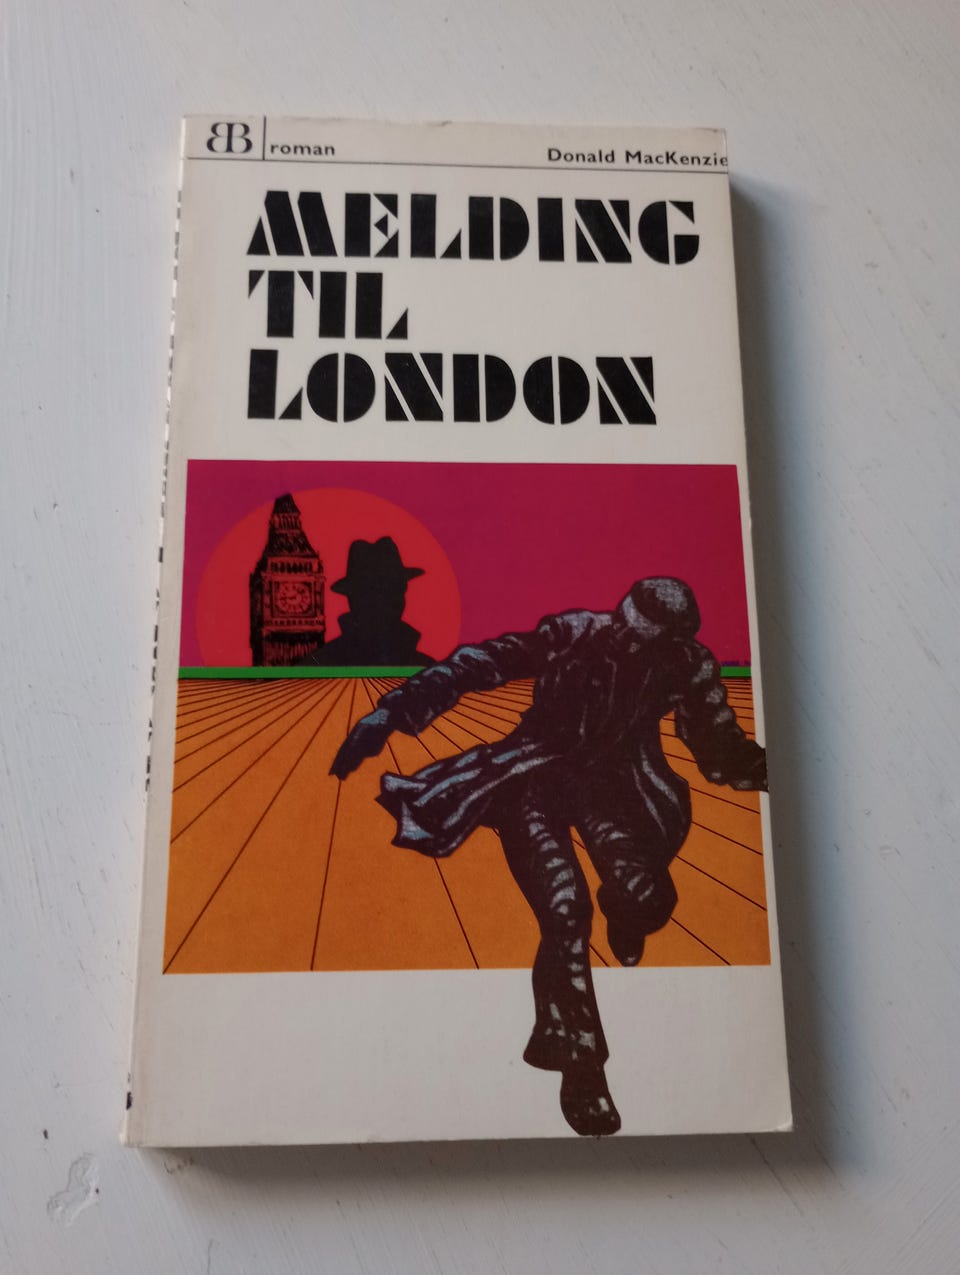 BB roman
Donald MacKenzie
MELDING
TIL
LONDON